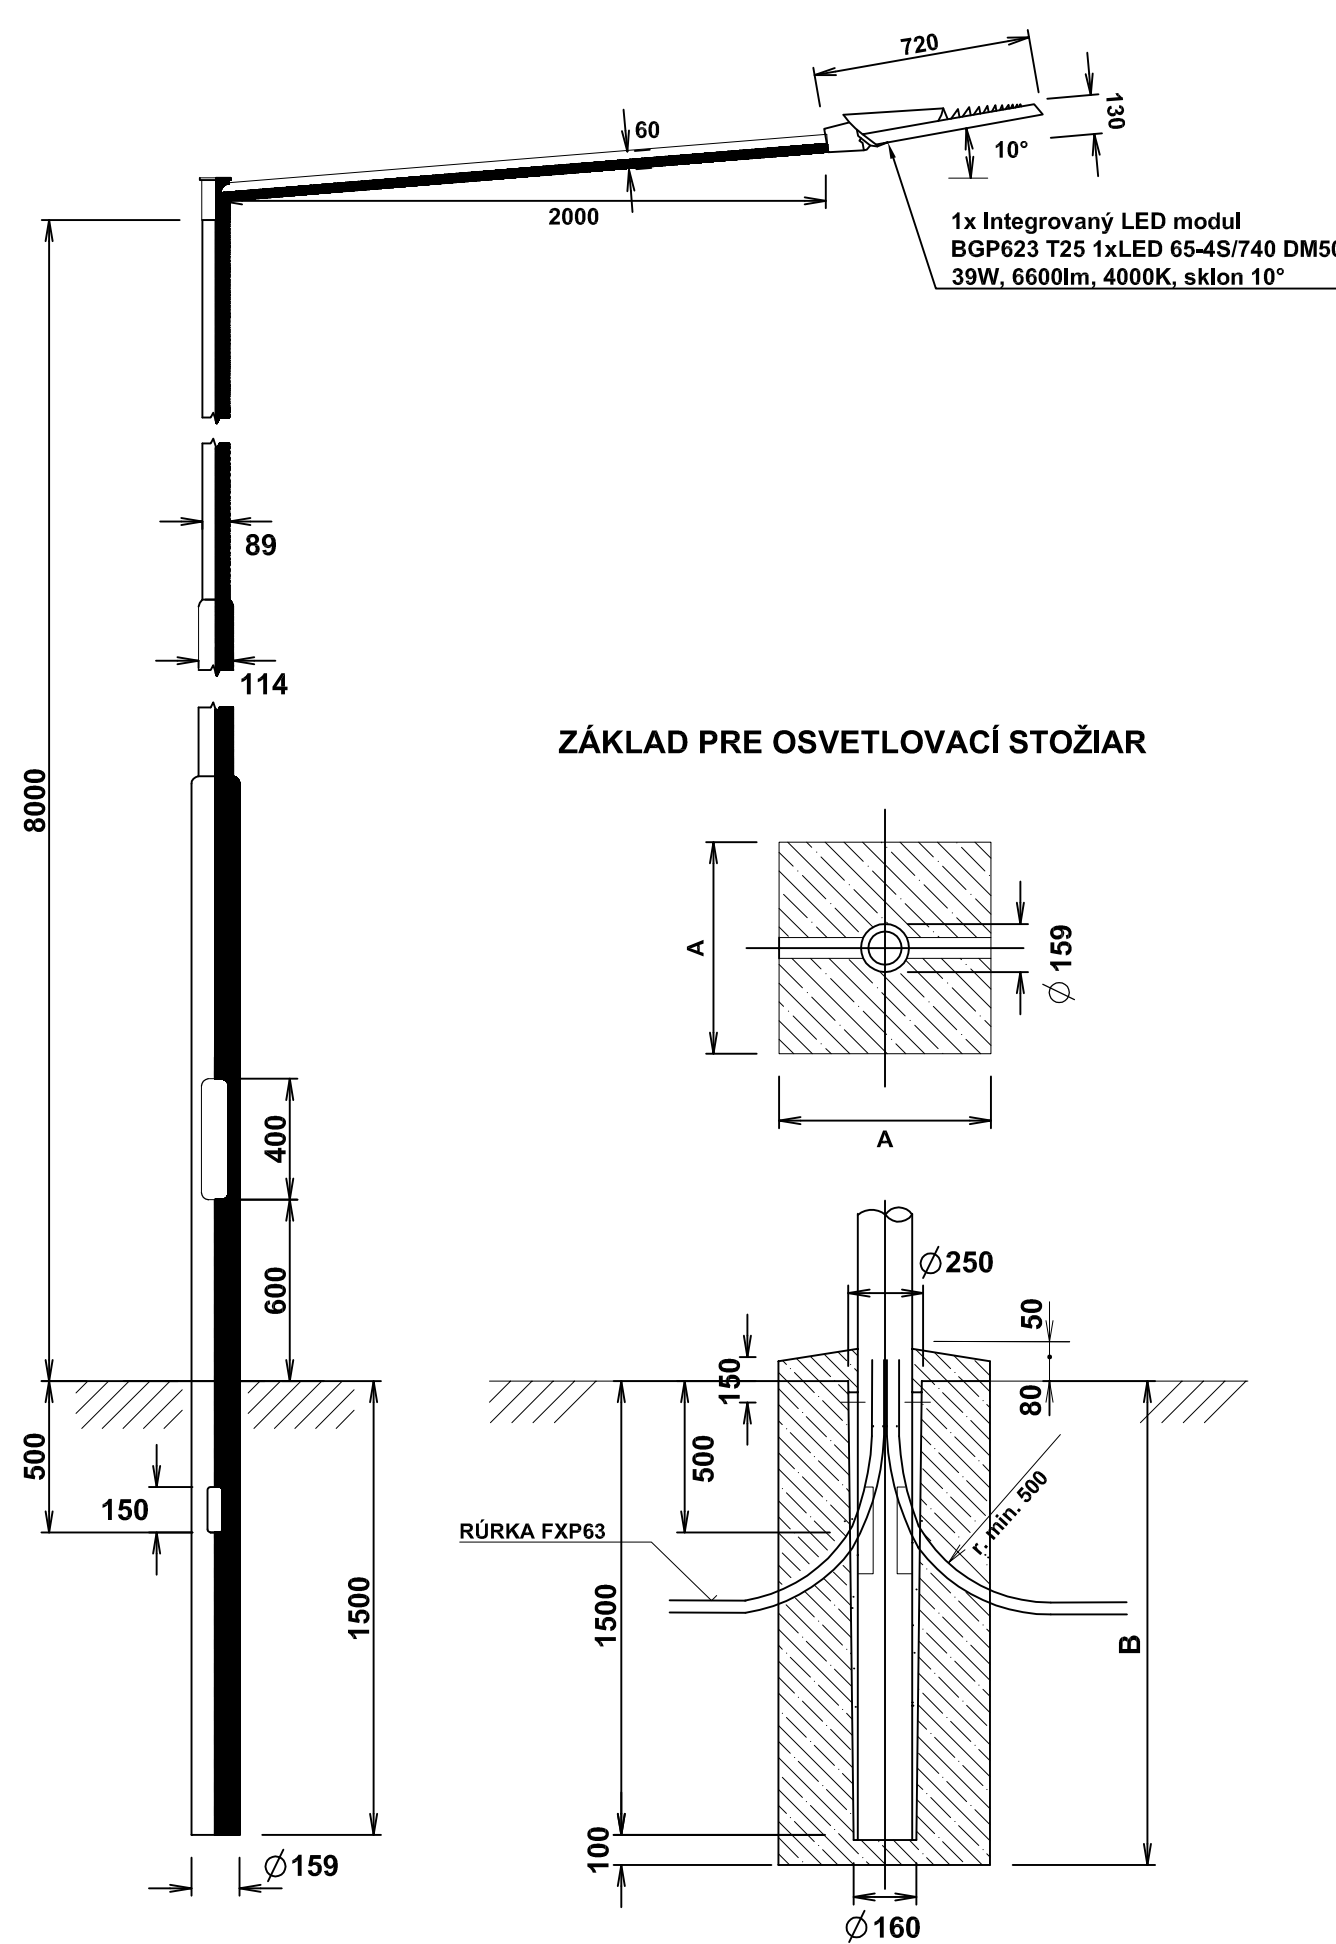 720
130
60
10°
2000
1x Integrovaný LED modul
BGP623 T25 1xLED 65-4S/740 DM50
39W, 6600lm, 4000K, sklon 10°
89
114
8000
ZÁKLAD PRE OSVETLOVACÍ STOŽIAR
A
Ø 159
A
400
600
Ø 250
50
150
80
500
150
500
r. min. 500
RÚRKA FXP63
1500
1500
B
100
Ø 159
Ø 160